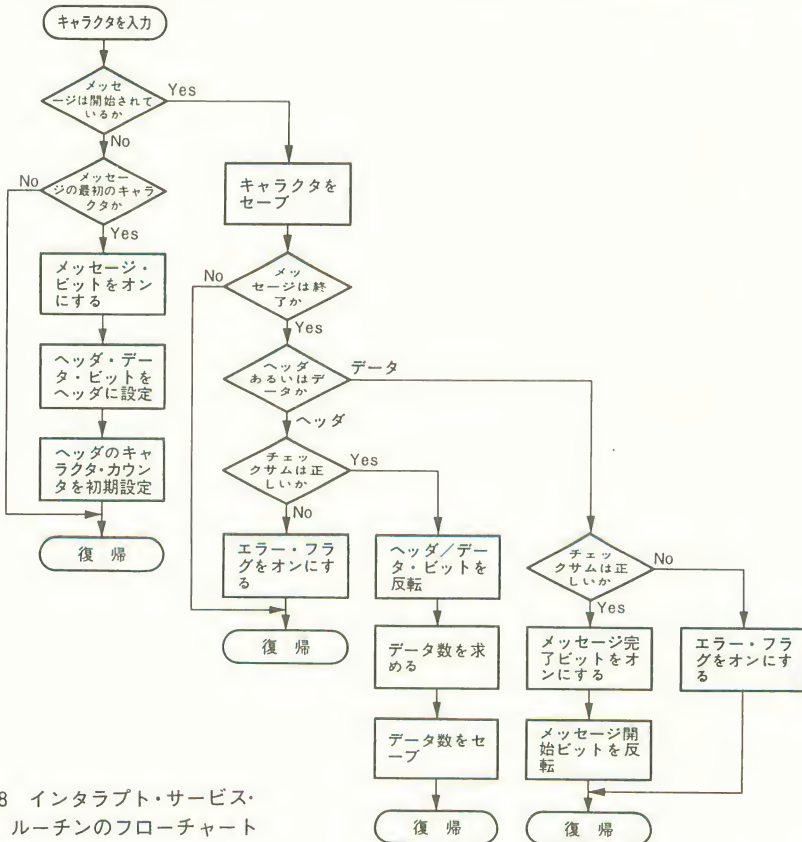 キャラクタを入力
メッセ
ージは開始されて
いるか
Yes
No
メッセー
ジの最初のキャラ
クタか
No
Yes
メッセージ・
ビットをオン
にする
ヘッダ・デー
タ・ビットを
ヘッダに設定
ヘッダのキャ
ラクタ・カウン
タを初期設定
復帰
キャラクタを
セーブ
メッ
セージは終
了か
No
Yes
ヘッダ
あるいはデ
ータか
データ
ヘッダ
チェッ
クサムは正
しいか
Yes
No
エラー・フラ
グをオンにす
る
復帰
ヘッダ/デー
タ・ビットを
反転
データ数を求
める
データ数をセ
ーブ
復帰
チェッ
クサムは正
しいか
No
Yes
メッセージ完
了ビットをオ
ンにする
メッセージ開
始ビットを反
転
復帰
エラー・フラ
グをオンにす
る
8 インタラプト・サービス・
ルーチンのフローチャート